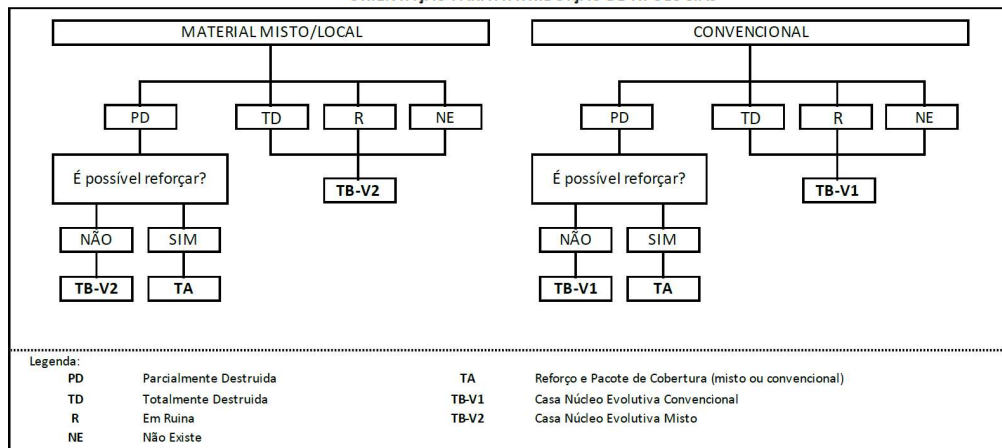 MATERIAL MISTO/LOCAL
CONVENCIONAL
PD TD R NE
PD TD R NE
É possível reforçar?
TB-V2
É possível reforçar?
TB-V1
NÃO SIM
NÃO SIM
TB-V2 TA
TB-V1 TA
Legenda:
PD Parcialmente Destruida
TD Totalmente Destruida
R Em Ruina
NE Não Existe
TA Reforço e Pacote de Cobertura (misto ou convencional)
TB-V1 Casa Núcleo Evolutiva Convencional
TB-V2 Casa Núcleo Evolutiva Misto